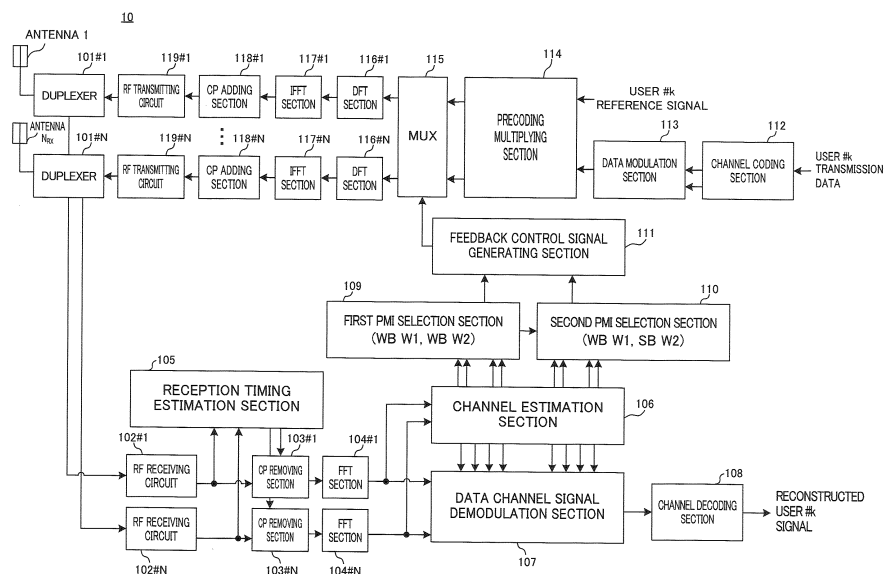 10
ANTENNA 1
101#1
119#1
118#1
117#1
116#1
115
114
DUPLEXER
RF TRANSMITTING
CIRCUIT
CP ADDING
SECTION
IFFT
SECTION
DFT
SECTION
MUX
PRECODING
MULTIPLYING
SECTION
USER #k
REFERENCE SIGNAL
ANTENNA
NRX
101#N
119#N
118#N
117#N
116#N
113
112
DUPLEXER
RF TRANSMITTING
CIRCUIT
CP ADDING
SECTION
IFFT
SECTION
DFT
SECTION
DATA MODULATION
SECTION
CHANNEL CODING
SECTION
USER #k
TRANSMISSION
DATA
FEEDBACK CONTROL SIGNAL
GENERATING SECTION
111
109
110
FIRST PMI SELECTION SECTION
(WB W1, WB W2)
SECOND PMI SELECTION SECTION
(WB W1, SB W2)
105
RECEPTION TIMING
ESTIMATION SECTION
CHANNEL ESTIMATION
SECTION
106
102#1
103#1
104#1
RF RECEIVING
CIRCUIT
CP REMOVING
SECTION
FFT
SECTION
DATA CHANNEL SIGNAL
DEMODULATION SECTION
107
108
CHANNEL DECODING
SECTION
RECONSTRUCTED
USER #k
SIGNAL
RF RECEIVING
CIRCUIT
CP REMOVING
SECTION
FFT
SECTION
102#N
103#N
104#N